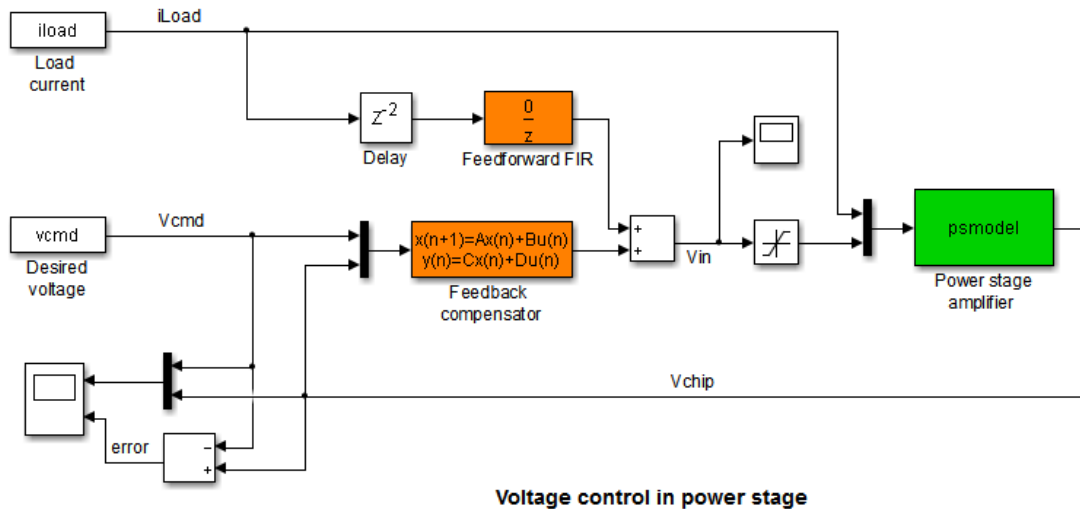 iload
iLoad
Load
current
Z-2
Delay
0
z
Feedforward FIR
vcmd
Vcmd
Desired
voltage
x(n+1)=Ax(n)+Bu(n)
y(n)=Cx(n)+Du(n)
Feedback
compensator
+
+
Vin
psmodel
Power stage
amplifier
Vchip
error
−
+
Voltage control in power stage